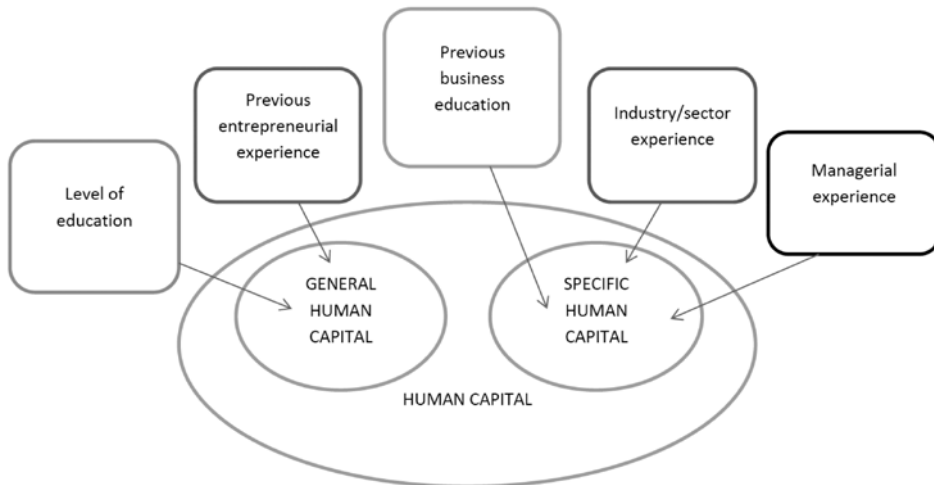 Previous
business
education
Previous
entrepreneurial
experience
Industry/sector
experience
Level of
education
Managerial
experience
GENERAL
HUMAN
CAPITAL
SPECIFIC
HUMAN
CAPITAL
HUMAN CAPITAL